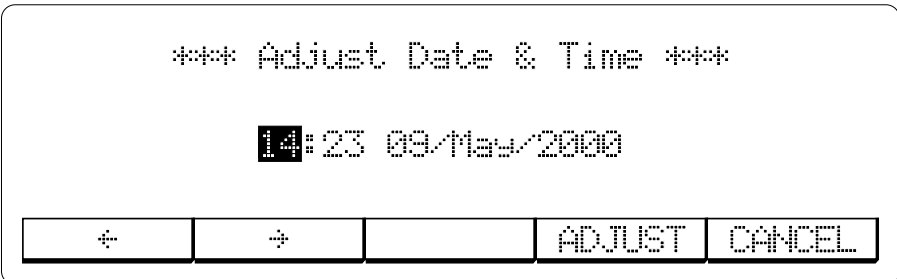 *** Adjust Date & Time ***
14:23 09/May/2000
← → ADJUST CANCEL